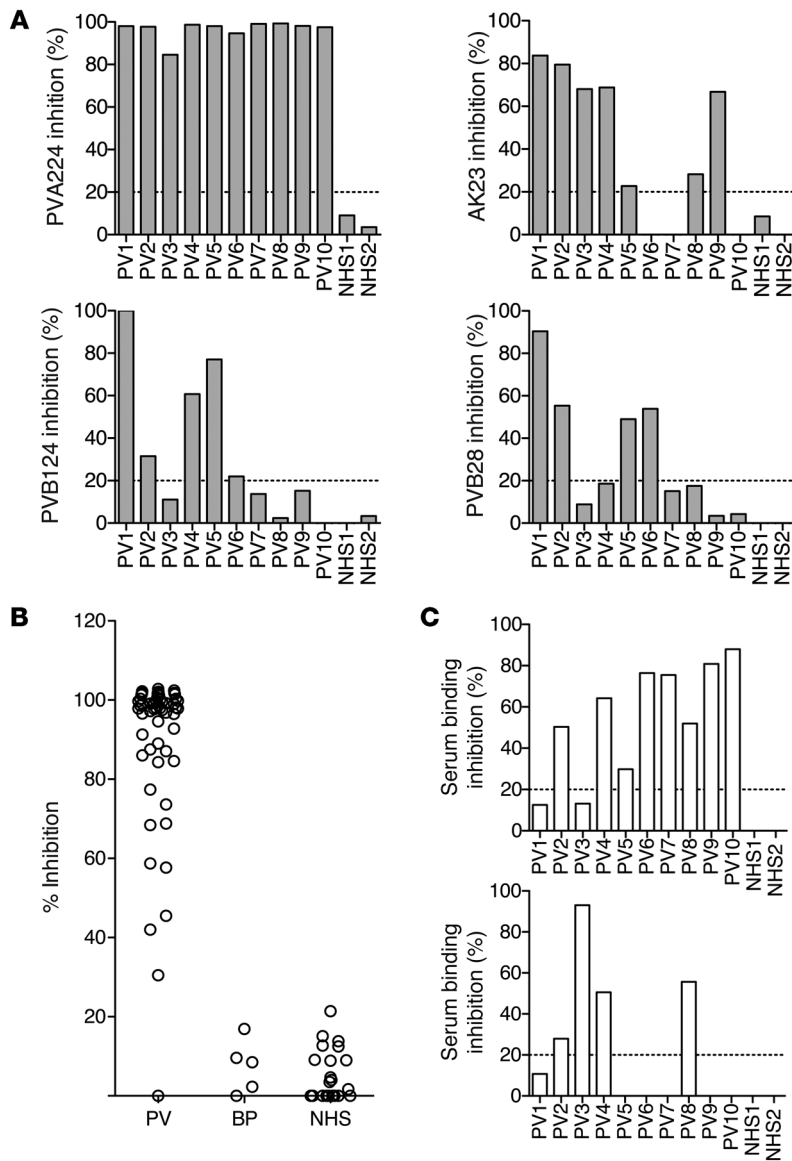 A
PVA224 inhibtion (%)
100
80
60
40
20
0
PV1
PV2
PV3
PV4
PV5
PV6
PV7
PV8
PV9
PV10
NHS1
NHS2
AK23 inhibition (%)
100
80
60
40
20
0
PV1
PV2
PV3
PV4
PV5
PV6
PV7
PV8
PV9
PV10
NHS1
NHS2
PVB124 inhibition (%)
100
80
60
40
20
0
PV1
PV2
PV3
PV4
PV5
PV6
PV7
PV8
PV9
PV10
NHS1
NHS2
PVB28 inhibition (%)
100
80
60
40
20
0
PV1
PV2
PV3
PV4
PV5
PV6
PV7
PV8
PV9
PV10
NHS1
NHS2
B
% Inhibition
120
100
80
60
40
20
PV
BP
NHS
C
Serum binding
inhibition (%)
100
80
60
40
20
0
PV1
PV2
PV3
PV4
PV5
PV6
PV7
PV8
PV9
PV10
NHS1
NHS2
Serum binding
inhibition (%)
100
80
60
40
20
0
PV1
PV2
PV3
PV4
PV5
PV6
PV7
PV8
PV9
PV10
NHS1
NHS2